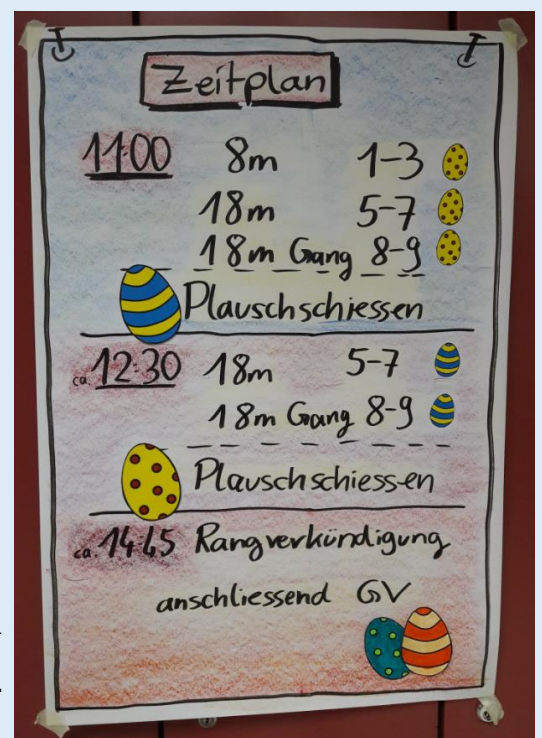 Zeitplan
11:00 8m 1-3
18m 5-7
18m Gang 8-9
Plauschschiessen
ca. 12:30 18m 5-7
18m Gang 8-9
Plauschschiessen
ca. 14:45 Rangverkündigung
anschliessend GV